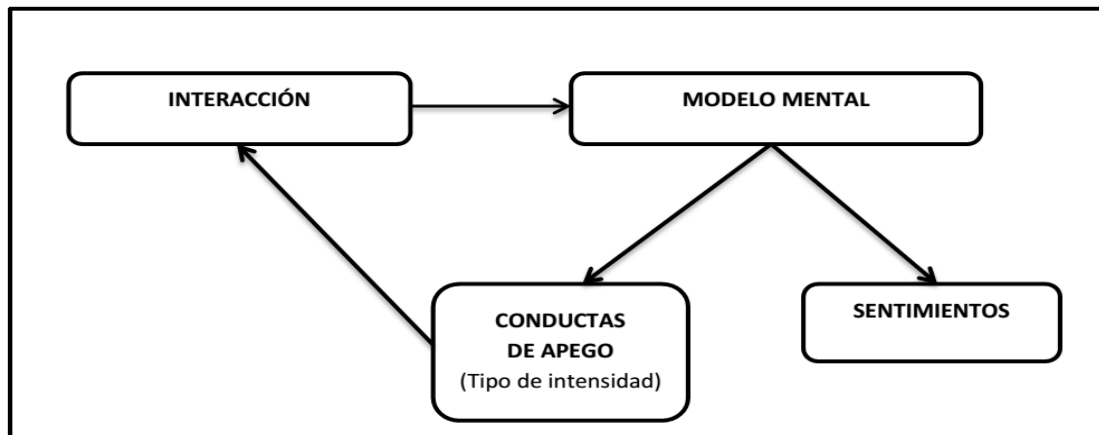 INTERACCIÓN
MODELO MENTAL
CONDUCTAS
DE APEGO
(Tipo de intensidad)
SENTIMIENTOS